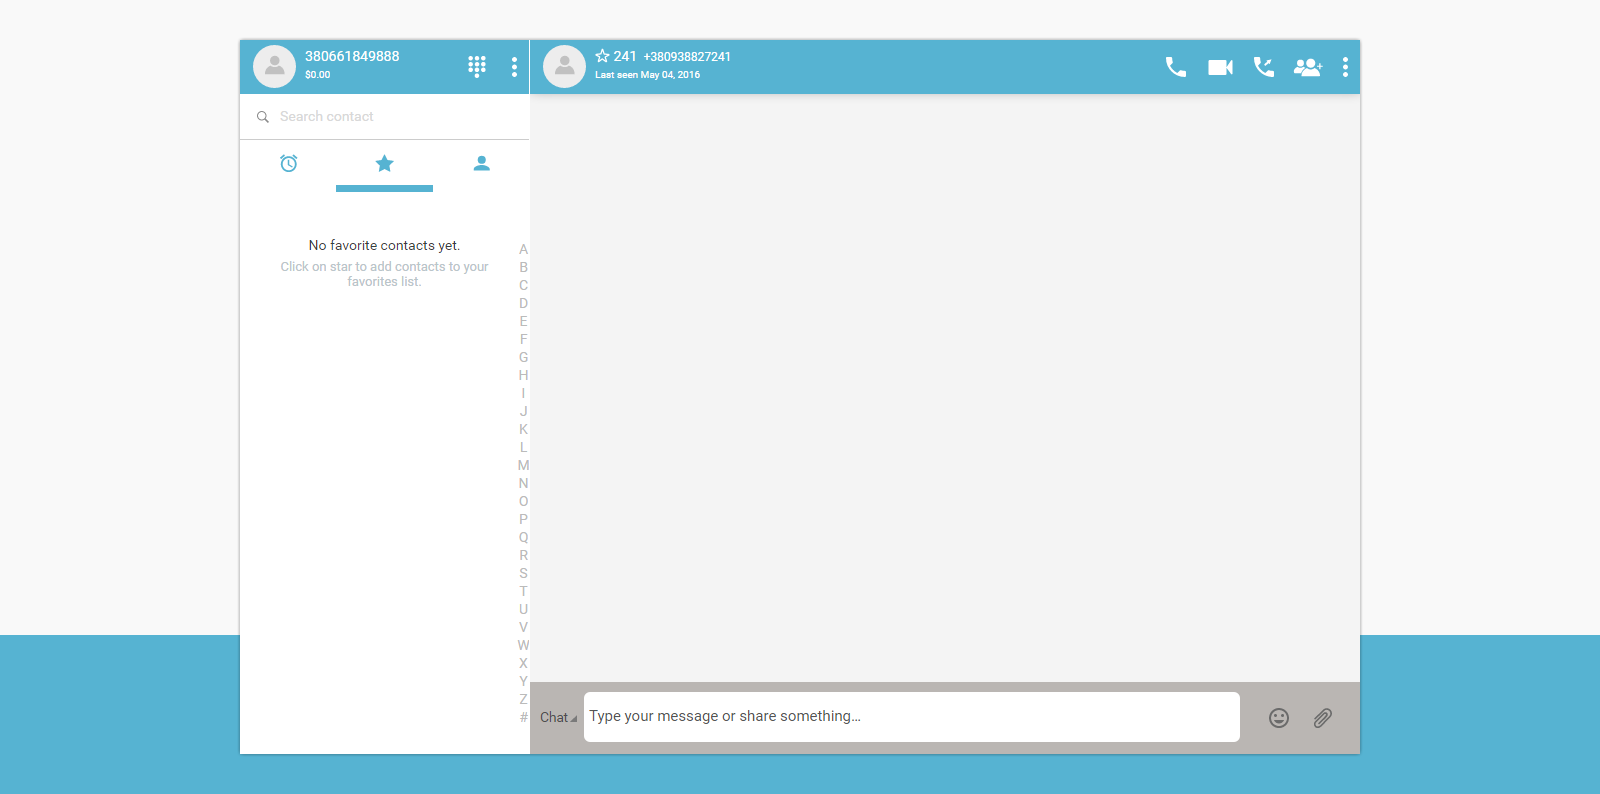 380661849888
$0.00
241 +380938827241
Last seen May 04, 2016
Search contact
No favorite contacts yet.
Click on star to add contacts to your
favorites list.
A
B
C
D
E
F
G
H
I
J
K
L
M
N
O
P
Q
R
S
T
U
V
W
X
Y
Z
#
Chat
Type your message or share something...